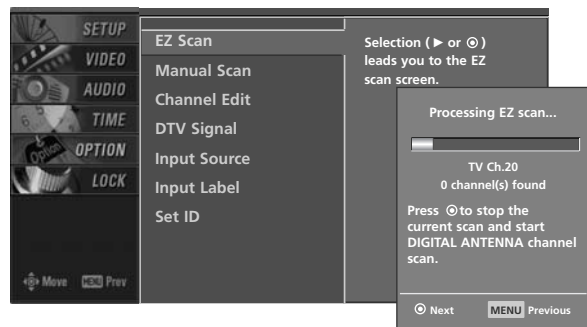 SETUP
VIDEO
AUDIO
TIME
OPTION
LOCK
Move MENU Prev
EZ Scan
Manual Scan
Channel Edit
DTV Signal
Input Source
Input Label
Set ID
Selection ( ► or ⊙ )
leads you to the EZ
scan screen.
Processing EZ scan...
TV Ch.20
0 channel(s) found
Press ⊙to stop the
current scan and start
DIGITAL ANTENNA channel
scan.
⊙ Next MENU Previous